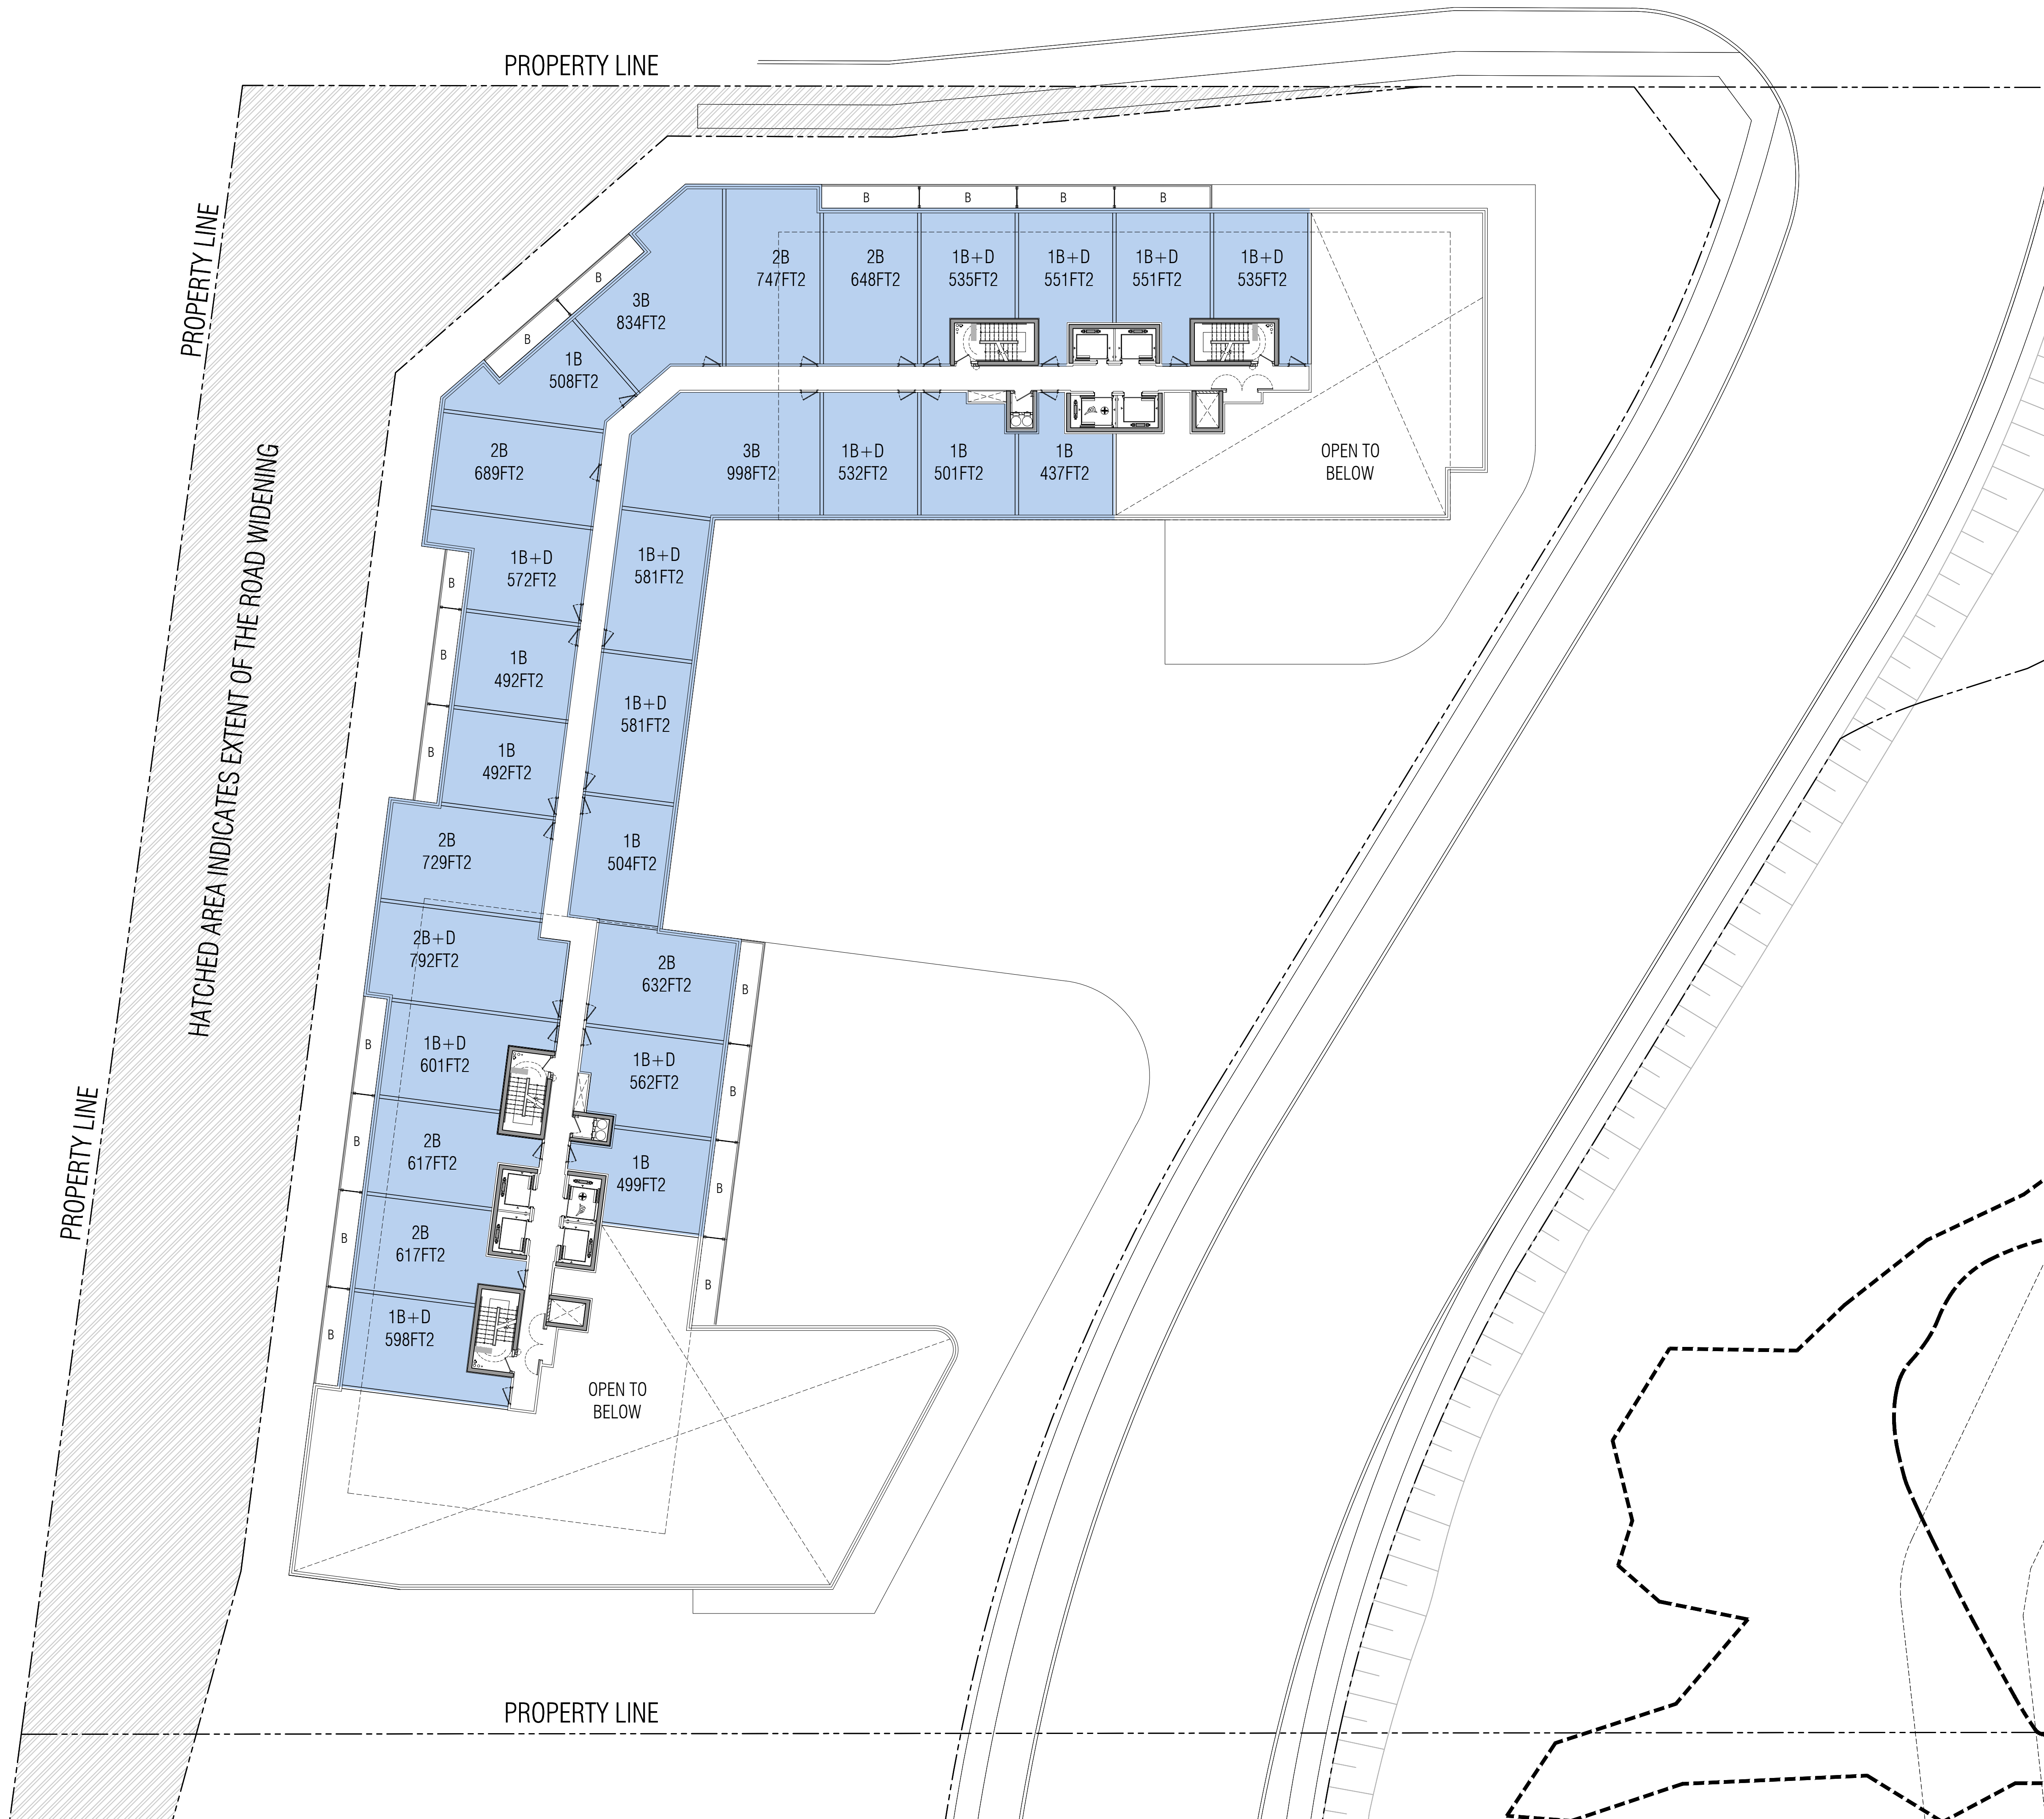 PROPERTY LINE
B
B
B
B
PROPERTY LINE
B
B
2B
747FT2
2B
648FT2
1B+D
535FT2
1B+D
551FT2
1B+D
551FT2
1B+D
535FT2
3B
834FT2
1B
508FT2
2B
689FT2
3B
998FT2
1B+D
532FT2
1B
501FT2
1B
437FT2
OPEN TO
BELOW
HATCHED AREA INDICATES EXTENT OF THE ROAD WIDENING
B
1B+D
572FT2
1B+D
581FT2
B
1B
492FT2
1B+D
581FT2
B
1B
492FT2
2B
729FT2
1B
504FT2
2B+D
792FT2
2B
632FT2
B
B
1B+D
601FT2
1B+D
562FT2
B
PROPERTY LINE
B
2B
617FT2
1B
499FT2
B
B
2B
617FT2
B
B
1B+D
598FT2
OPEN TO
BELOW
PROPERTY LINE